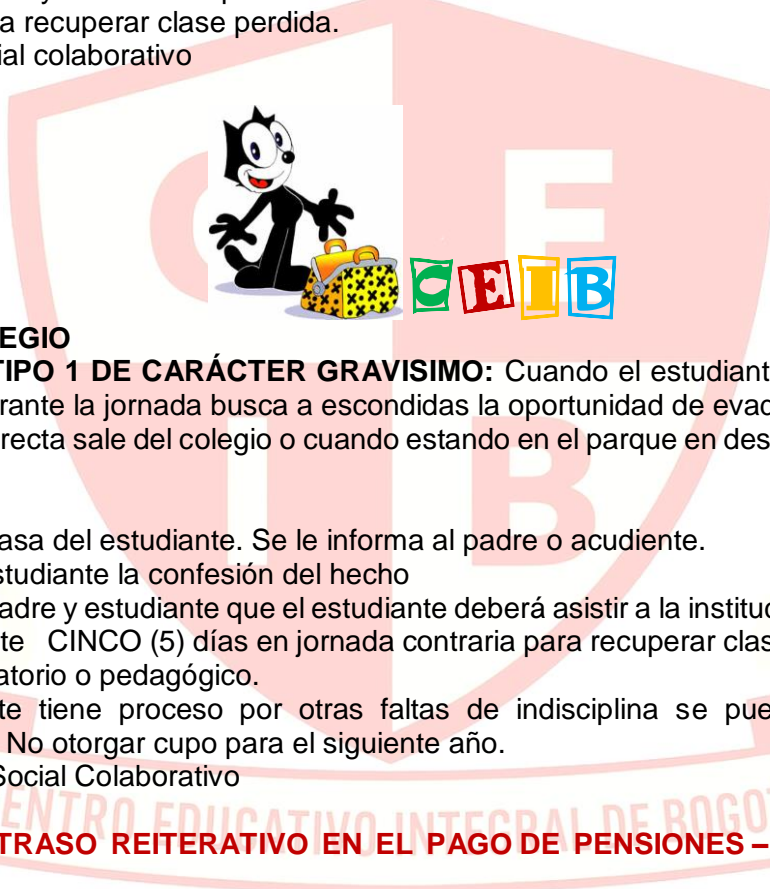 a recuperar clase perdida.
ial colaborativo
CEIB
EGIO
TIPO 1 DE CARÁCTER GRAVISIMO: Cuando el estudiant
rante la jornada busca a escondidas la oportunidad de evac
recta sale del colegio o cuando estando en el parque en des
asa del estudiante. Se le informa al padre o acudiente.
studiante la confesión del hecho
adre y estudiante que el estudiante deberá asistir a la instituc
te CINCO (5) días en jornada contraria para recuperar clas
atorio o pedagógico.
te tiene proceso por otras faltas de indisciplina se pue
No otorgar cupo para el siguiente año.
Social Colaborativo
CENTRO EDUCATIVO INTEGRAL DE BOGOT
TRASO REITERATIVO EN EL PAGO DE PENSIONES –
C E I B